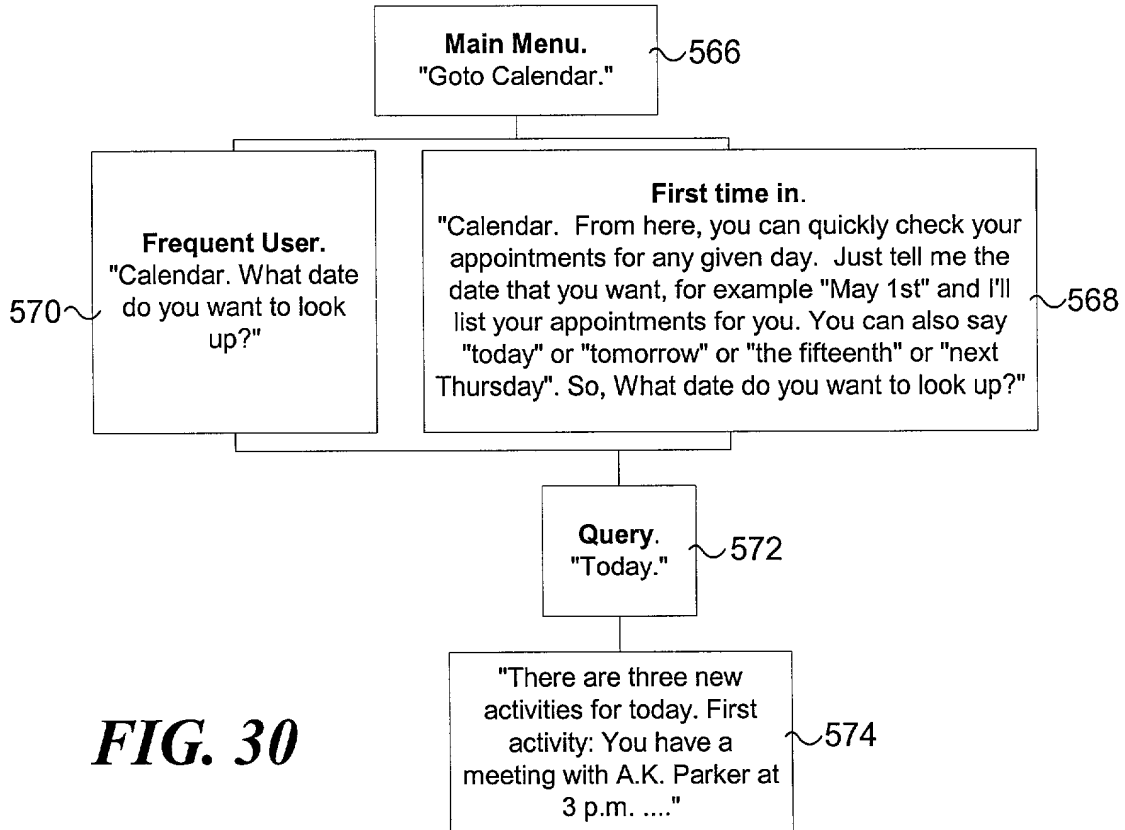 Main Menu.
"Goto Calendar."
566
Frequent User.
"Calendar. What date
do you want to look
up?"
570
First time in.
"Calendar.  From here, you can quickly check your
appointments for any given day.  Just tell me the
date that you want, for example "May 1st" and I'll
list your appointments for you. You can also say
"today" or "tomorrow" or "the fifteenth" or "next
Thursday". So, What date do you want to look up?"
568
Query.
"Today."
572
"There are three new
activities for today. First
activity: You have a
meeting with A.K. Parker at
3 p.m. ...."
574
FIG. 30